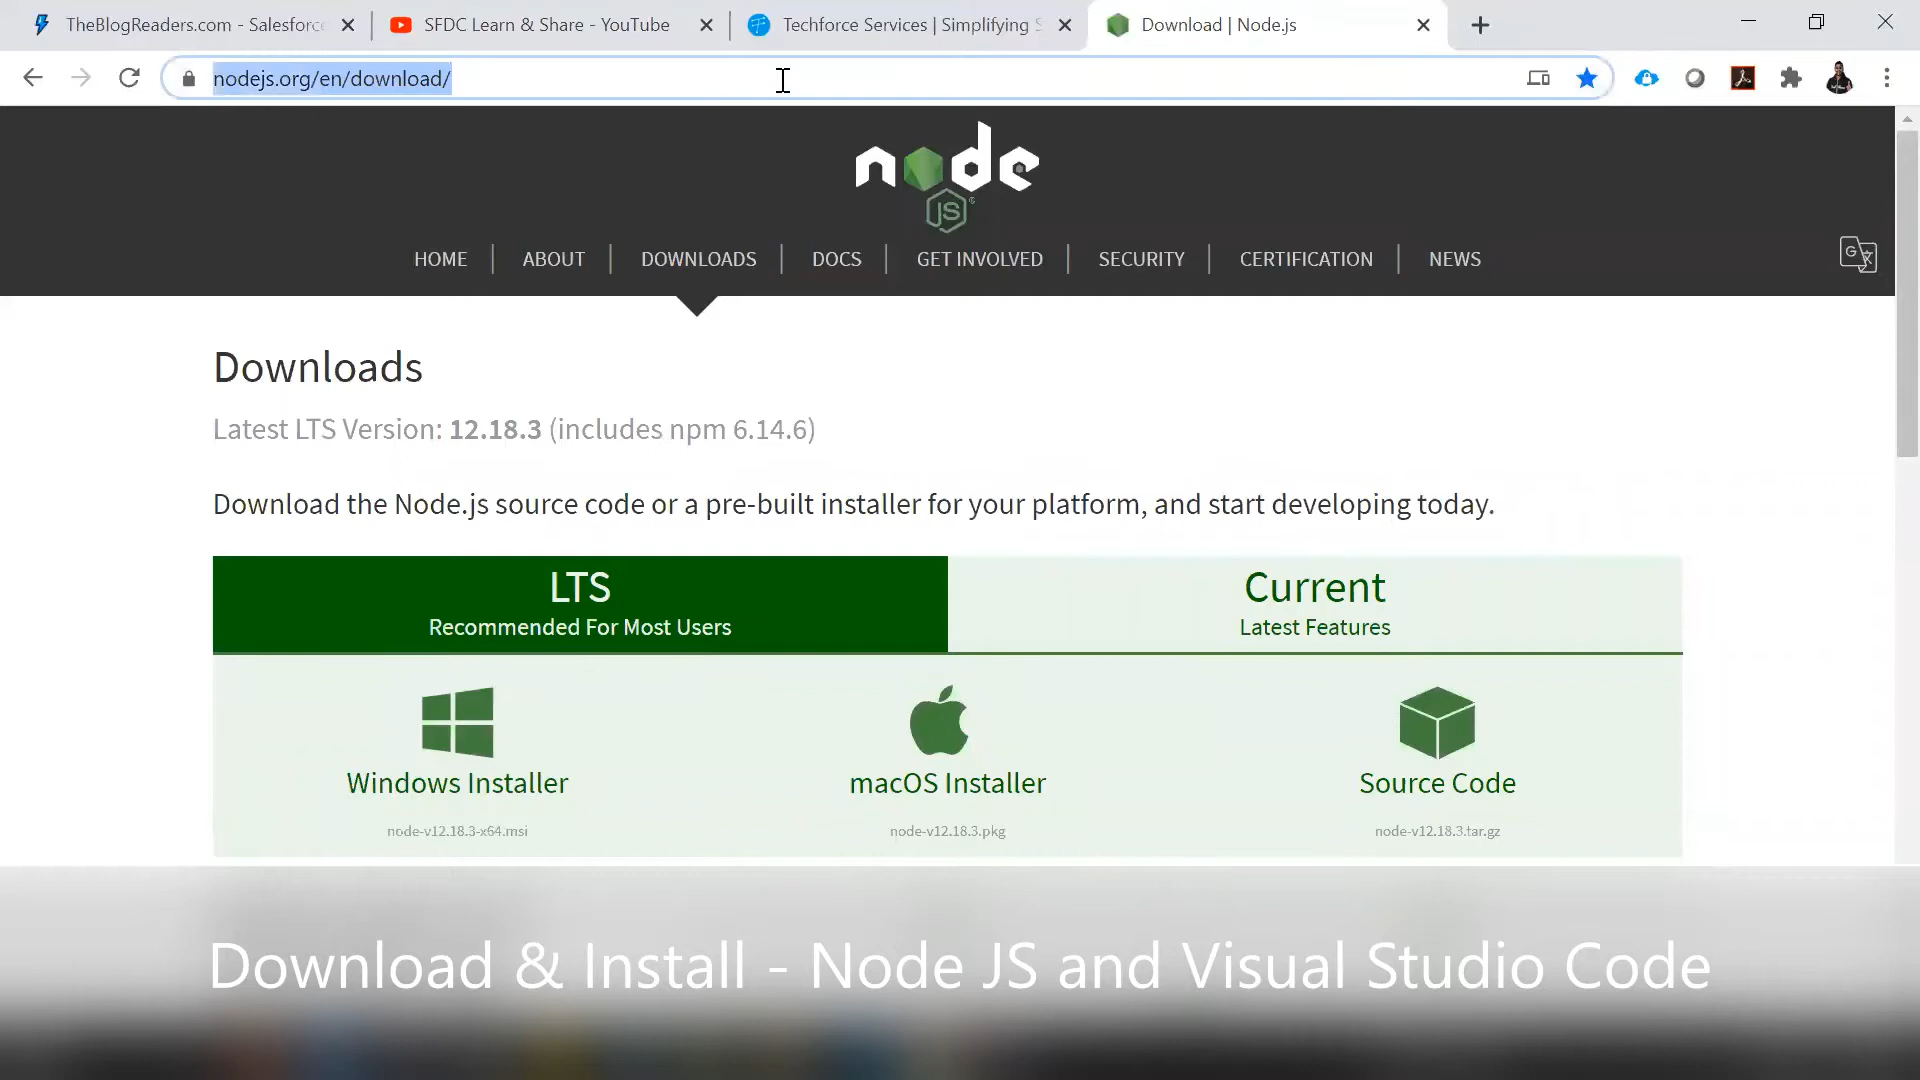 TheBlogReaders.com - Salesforc
SFDC Learn & Share - YouTube
Techforce Services | Simplifying S
Download | Node.js
nodejs.org/en/download/
node
JS
HOME
ABOUT
DOWNLOADS
DOCS
GET INVOLVED
SECURITY
CERTIFICATION
NEWS
Downloads
Latest LTS Version: 12.18.3 (includes npm 6.14.6)
Download the Node.js source code or a pre-built installer for your platform, and start developing today.
LTS
Recommended For Most Users
Current
Latest Features
Windows Installer
node-v12.18.3-x64.msi
macOS Installer
node-v12.18.3.pkg
Source Code
node-v12.18.3.tar.gz
Download & Install - Node JS and Visual Studio Code